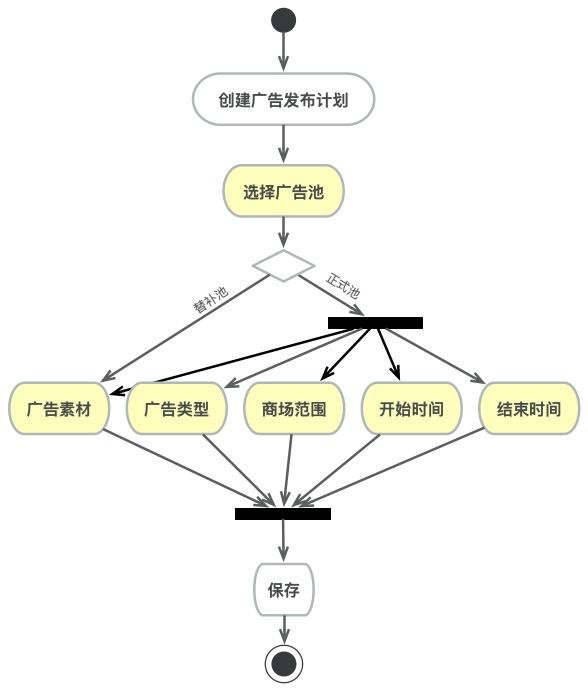 创建广告发布计划
选择广告池
替补池
正式池
广告素材
广告类型
商场范围
开始时间
结束时间
保存